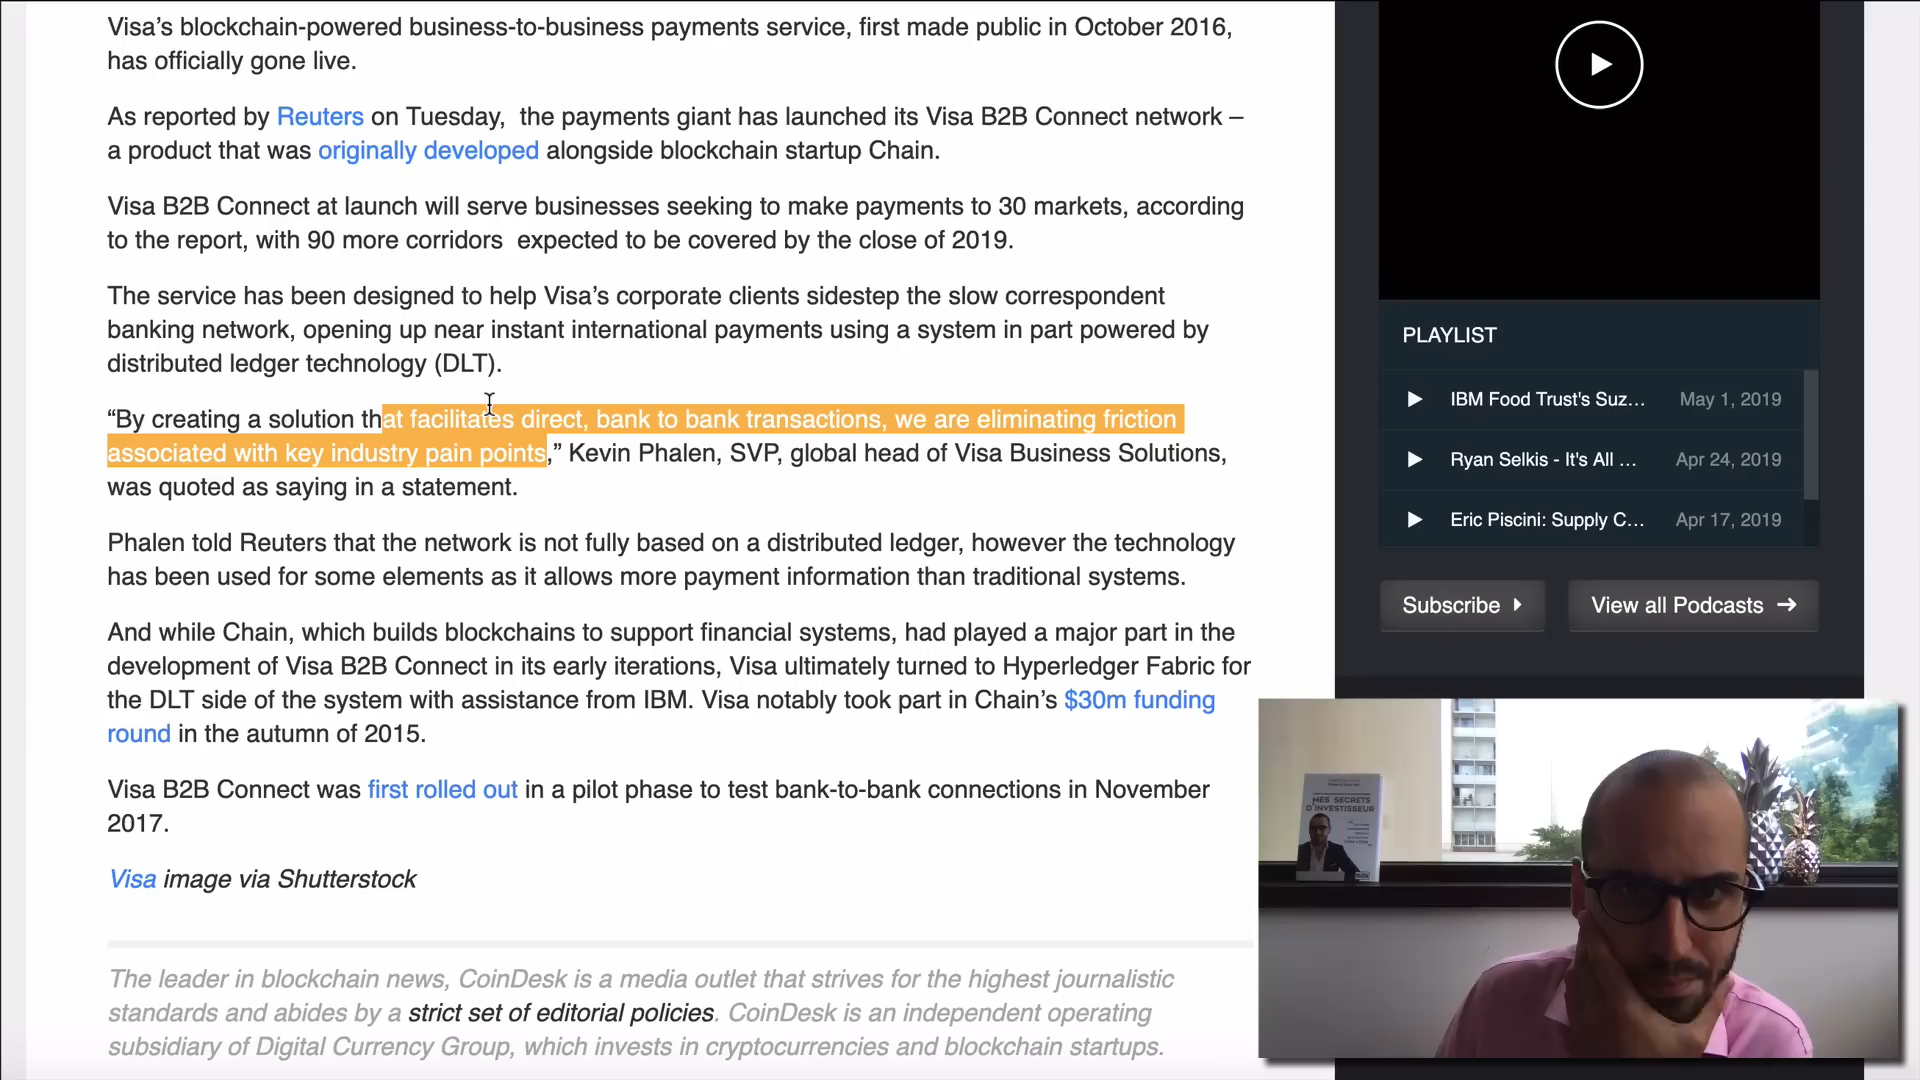 Visa’s blockchain-powered business-to-business payments service, first made public in October 2016,
has officially gone live.
As reported by Reuters on Tuesday,  the payments giant has launched its Visa B2B Connect network –
a product that was originally developed alongside blockchain startup Chain.
Visa B2B Connect at launch will serve businesses seeking to make payments to 30 markets, according
to the report, with 90 more corridors  expected to be covered by the close of 2019.
The service has been designed to help Visa’s corporate clients sidestep the slow correspondent
banking network, opening up near instant international payments using a system in part powered by
distributed ledger technology (DLT).
“By creating a solution that facilitates direct, bank to bank transactions, we are eliminating friction
associated with key industry pain points,” Kevin Phalen, SVP, global head of Visa Business Solutions,
was quoted as saying in a statement.
Phalen told Reuters that the network is not fully based on a distributed ledger, however the technology
has been used for some elements as it allows more payment information than traditional systems.
And while Chain, which builds blockchains to support financial systems, had played a major part in the
development of Visa B2B Connect in its early iterations, Visa ultimately turned to Hyperledger Fabric for
the DLT side of the system with assistance from IBM. Visa notably took part in Chain’s $30m funding
round in the autumn of 2015.
Visa B2B Connect was first rolled out in a pilot phase to test bank-to-bank connections in November
2017.
Visa image via Shutterstock
The leader in blockchain news, CoinDesk is a media outlet that strives for the highest journalistic
standards and abides by a strict set of editorial policies. CoinDesk is an independent operating
subsidiary of Digital Currency Group, which invests in cryptocurrencies and blockchain startups.
PLAYLIST
IBM Food Trust's Suz... May 1, 2019
Ryan Selkis - It's All ... Apr 24, 2019
Eric Piscini: Supply C... Apr 17, 2019
Subscribe
View all Podcasts
MES SECRETS
D'INVESTISSEUR